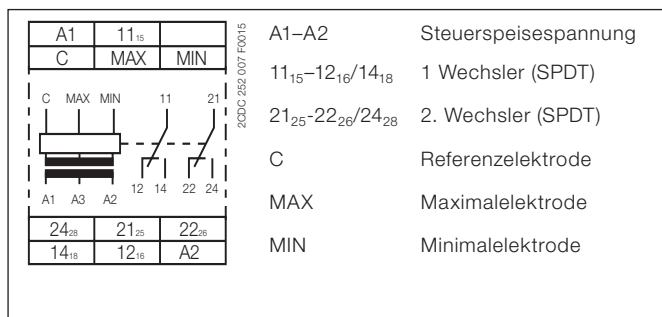 A1 11₁₅
C MAX MIN
C MAX MIN 11 21
12 14 22 24
A1 A3 A2
24₂₈ 21₂₅ 22₂₆
14₁₈ 12₁₆ A2
2CDC 252 007 F0015
A1–A2 Steuerspeisespannung
11₁₅–12₁₆/14₁₈ 1 Wechsler (SPDT)
21₂₅-22₂₆/24₂₈ 2. Wechsler (SPDT)
C Referenzelektrode
MAX Maximalelektrode
MIN Minimalelektrode